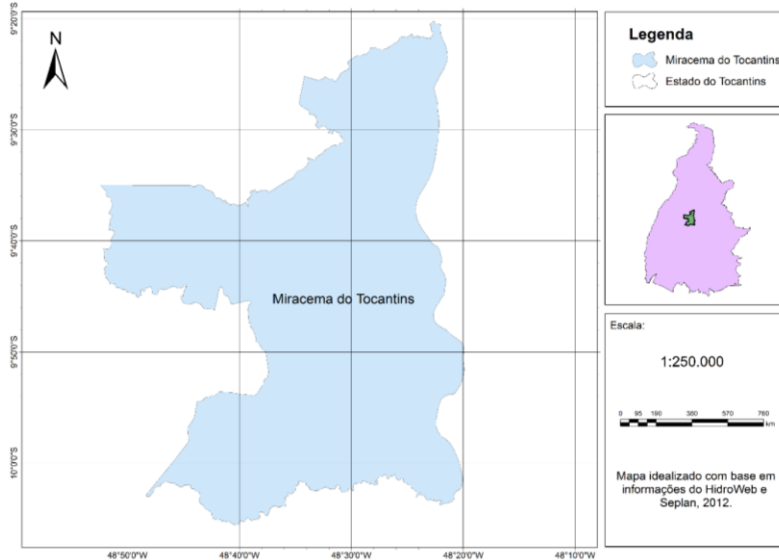 N
9°20'0"S
9°30'0"S
9°40'0"S
9°50'0"S
10°0'0"S
Miracema do Tocantins
48°50'0"W
48°40'0"W
48°30'0"W
48°20'0"W
48°10'0"W
Legenda
Miracema do Tocantins
Estado do Tocantins
Escala:
1:250.000
0 95 190 380 570 760
km
Mapa idealizado com base em
informações do HidroWeb e
Seplan, 2012.